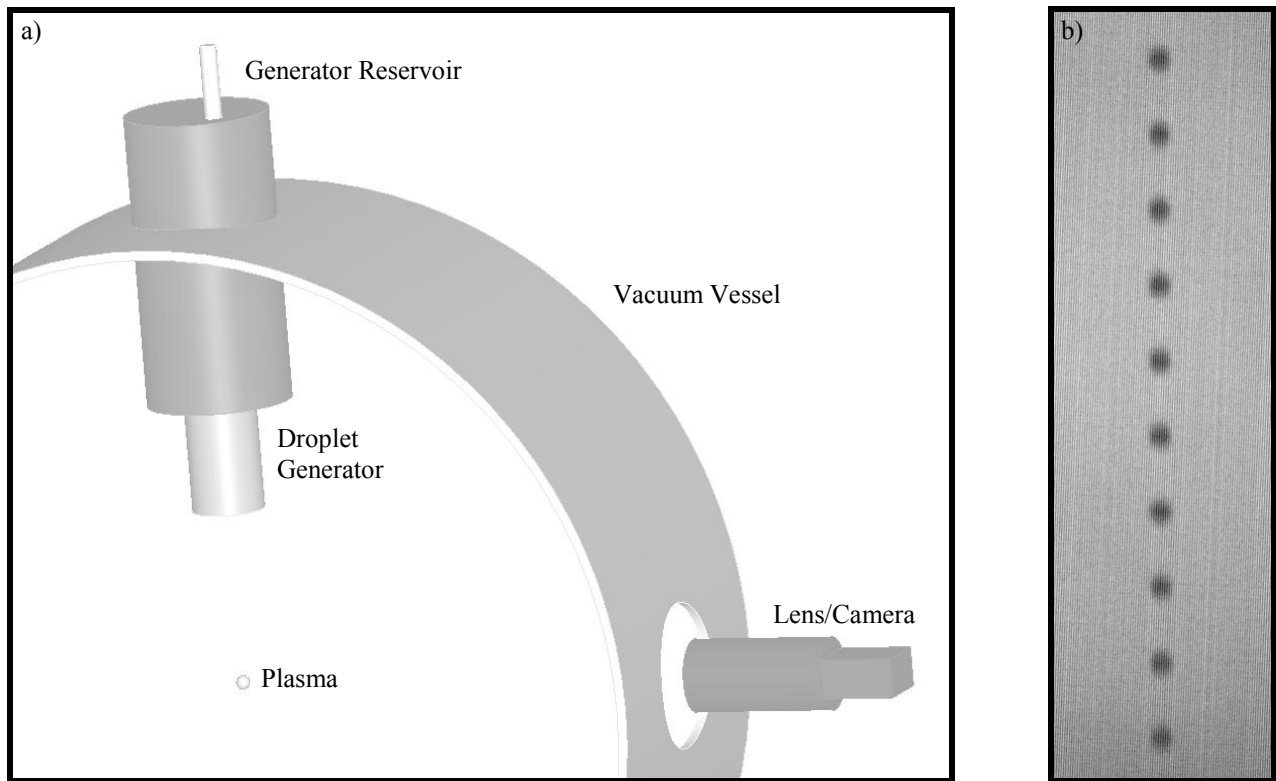 a)
Generator Reservoir
Vacuum Vessel
Droplet
Generator
Lens/Camera
Plasma
b)